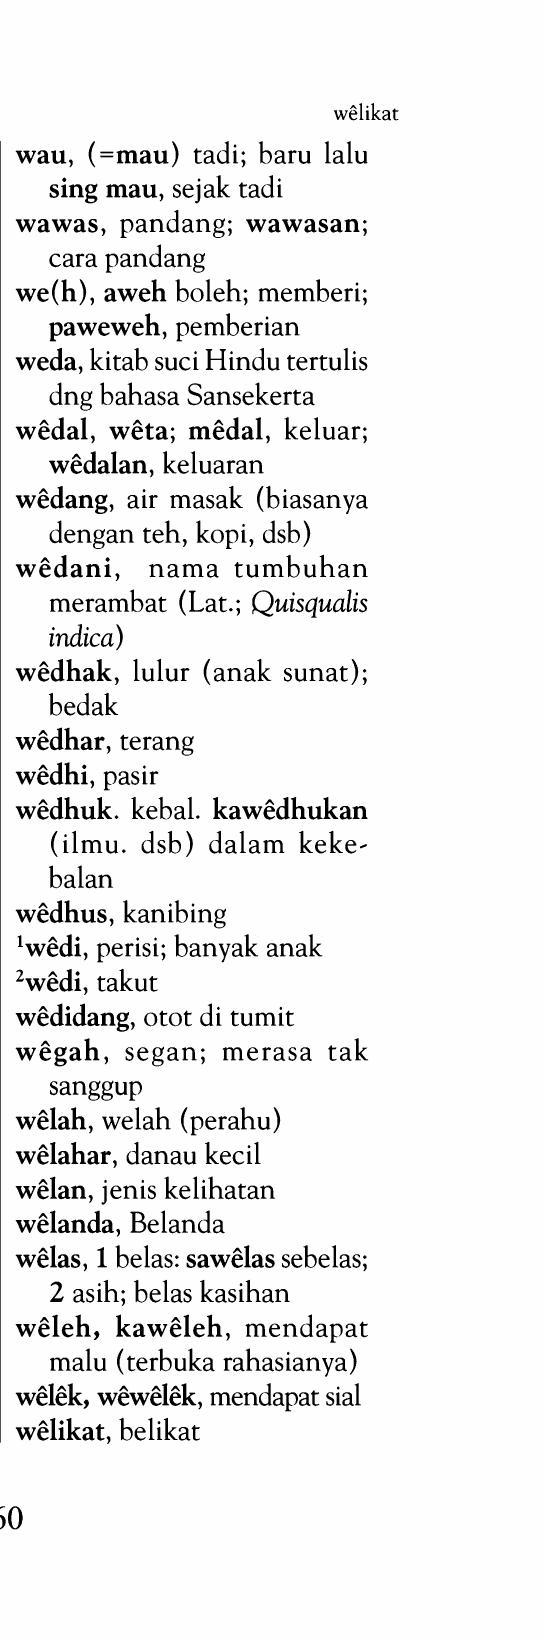 wêlikat
wau, (=mau) tadi; baru lalu
sing mau, sejak tadi
wawas, pandang; wawasan;
cara pandang
we(h), aweh boleh; memberi;
paweweh, pemberian
weda, kitab suci Hindu tertulis
dng bahasa Sansekerta
wêdal, wêta; mêdal, keluar;
wêdalan, keluaran
wêdang, air masak (biasanya
dengan teh, kopi, dsb)
wêdani, nama tumbuhan
merambat (Lat.; Quisqualis
indica)
wêdhak, lulur (anak sunat);
bedak
wêdhar, terang
wêdhi, pasir
wêdhuk. kebal. kawêdhukan
(ilmu. dsb) dalam keke-
balan
wêdhus, kanibing
¹wêdi, perisi; banyak anak
²wêdi, takut
wêdidang, otot di tumit
wêgah, segan; merasa tak
sanggup
wêlah, welah (perahu)
wêlahar, danau kecil
wêlan, jenis kelihatan
wêlanda, Belanda
wêlas, 1 belas: sawêlas sebelas;
2 asih; belas kasihan
wêleh, kawêleh, mendapat
malu (terbuka rahasianya)
wêlêk, wêwêlêk, mendapat sial
wêlikat, belikat
60